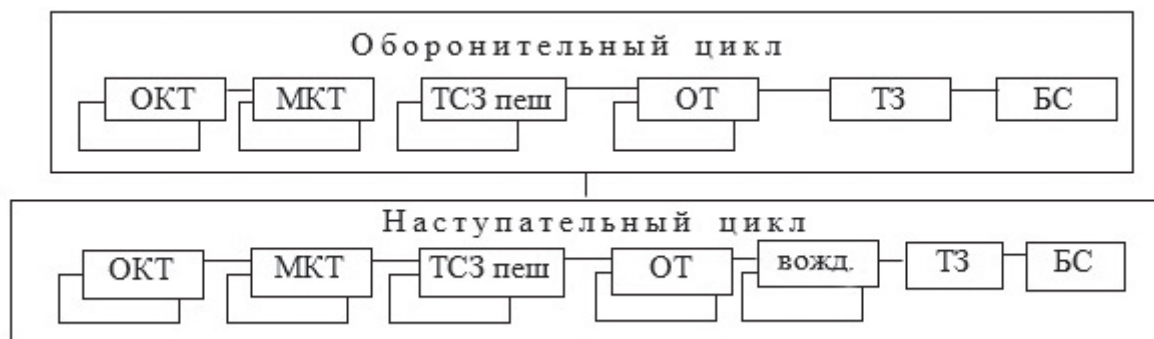 Оборонительный цикл
ОКТ МКТ ТСЗ пеш ОТ ТЗ БС
Наступательный цикл
ОКТ МКТ ТСЗ пеш ОТ вожд. ТЗ БС